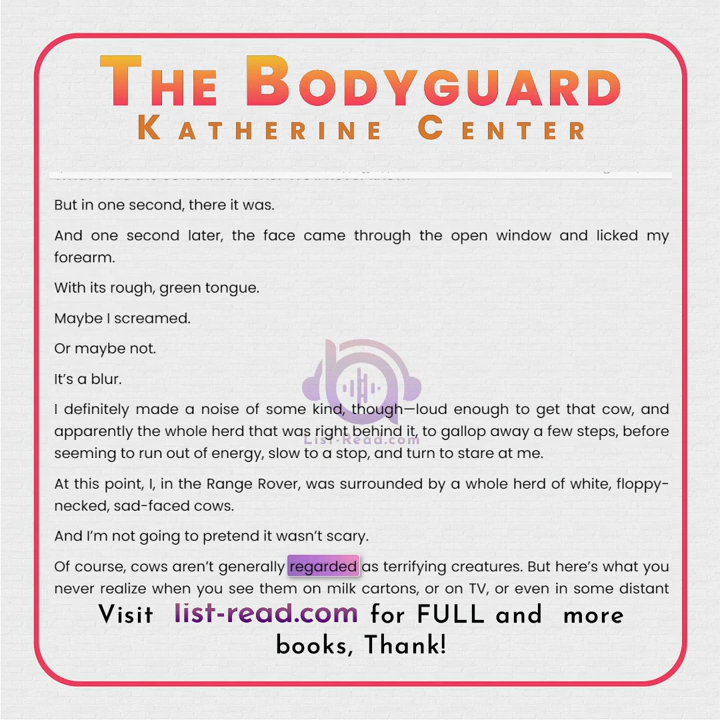 THE BODYGUARD
KATHERINE CENTER
But in one second, there it was.
And one second later, the face came through the open window and licked my
forearm.
With its rough, green tongue.
Maybe I screamed.
Or maybe not.
It’s a blur.
I definitely made a noise of some kind, though—loud enough to get that cow, and
apparently the whole herd that was right behind it, to gallop away a few steps, before
List-Read.com
seeming to run out of energy, slow to a stop, and turn to stare at me.
At this point, I, in the Range Rover, was surrounded by a whole herd of white, floppy-
necked, sad-faced cows.
And I’m not going to pretend it wasn’t scary.
Of course, cows aren’t generally regarded as terrifying creatures. But here’s what you
never realize when you see them on milk cartons, or on TV, or even in some distant
Visit list-read.com for FULL and more
books, Thank!